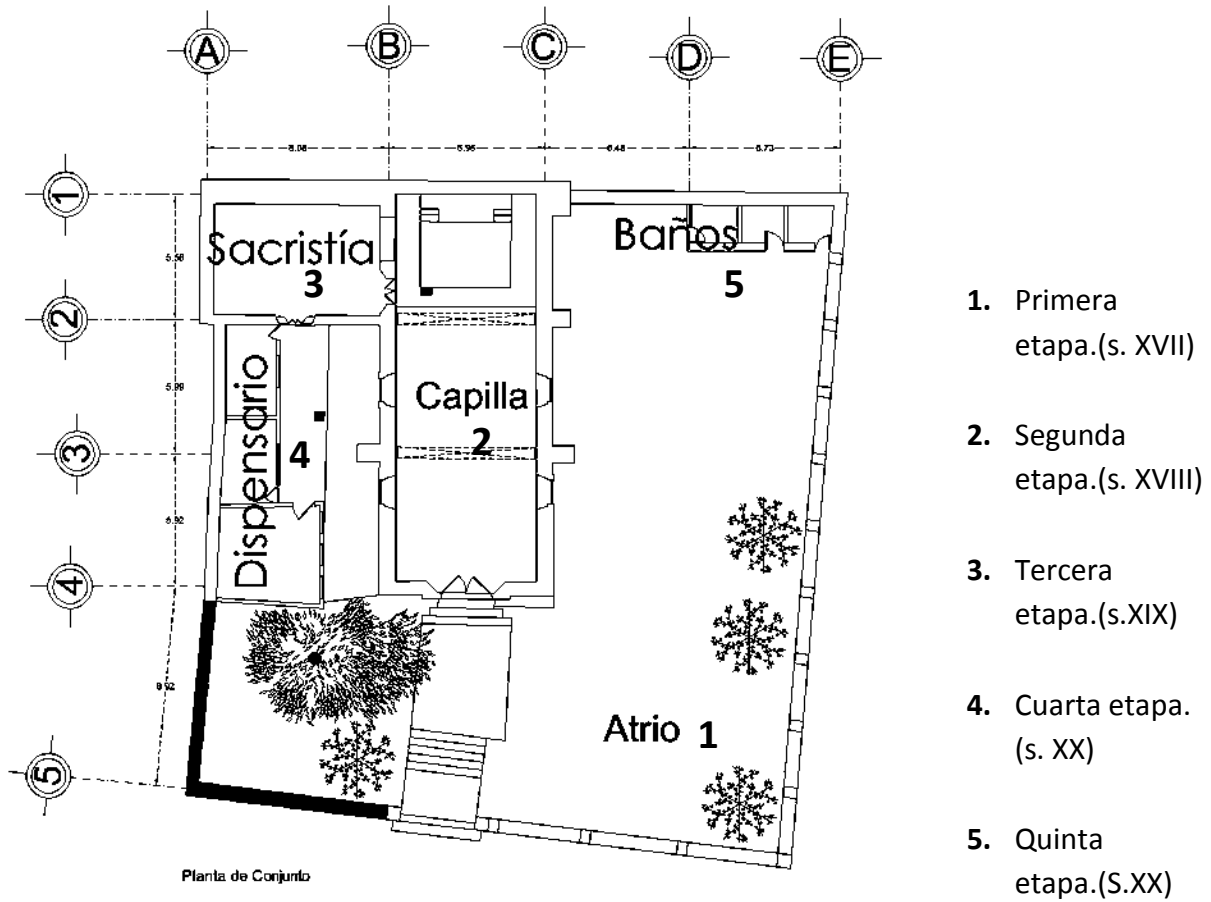 A B C D E
1
2
3
4
5
Sacristía
3
Baños
5
Capilla
2
Dispensario
4
Atrio 1
Planta de Conjunto
1. Primera
etapa.(s. XVII)
2. Segunda
etapa.(s. XVIII)
3. Tercera
etapa.(s.XIX)
4. Cuarta etapa.
(s. XX)
5. Quinta
etapa.(S.XX)